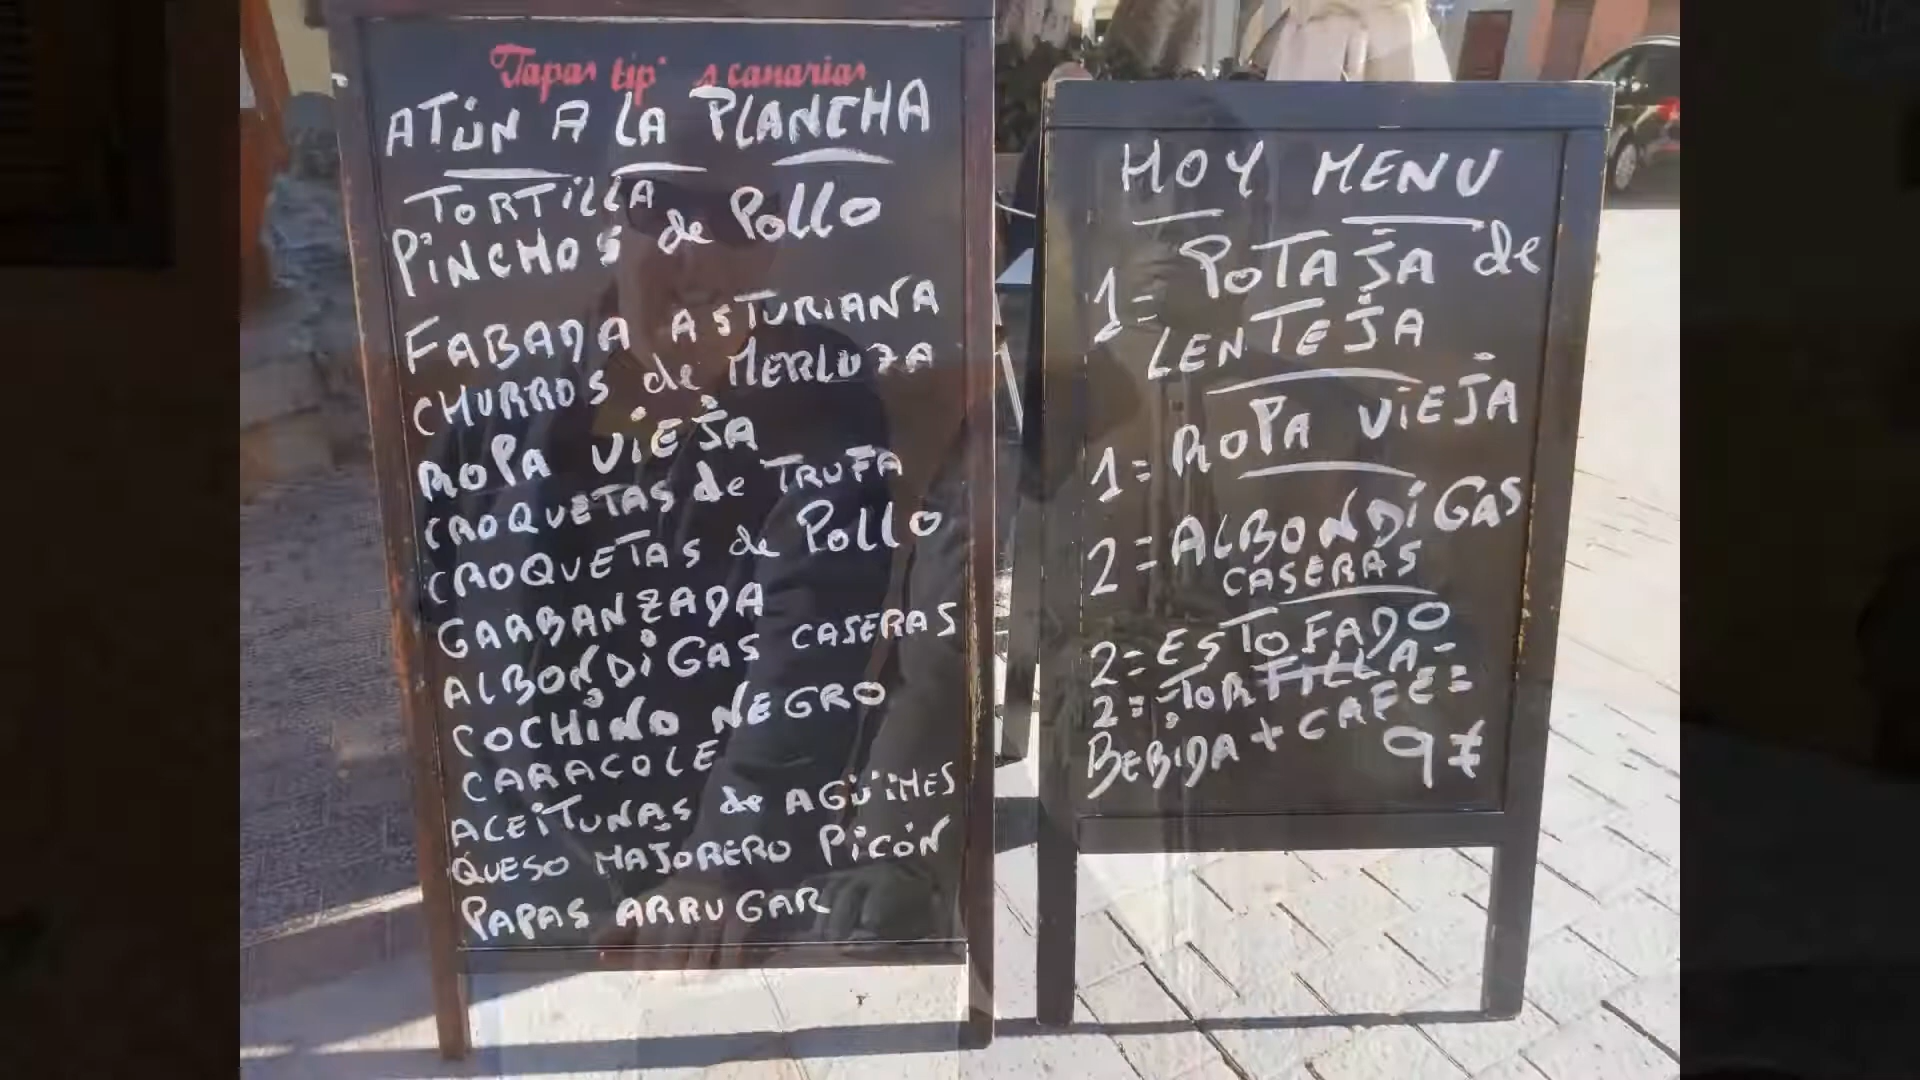 Tapas tip s canarias
ATÚN A LA PLANCHA
TORTILLA
PINCHOS de Pollo
FABADA ASTURIANA
CHURROS de MERLUZA
ROPA VIEJA
CROQUETAS de TRUFA
CROQUETAS de Pollo
GARBANZADA
ALBONDIGAS CASERAS
COCHINO NEGRO
CARACOLE
ACEITUNAS de AGÜIMES
QUESO MAJORERO PICÓN
PAPAS ARRUGAR
HOY MENU
1= POTAJA de
LENTEJA
1= ROPA VIEJA
2= ALBONDIGAS
CASERAS
2= ESTOFADO
2= TORTILLA-
BEBIDA + CAFE=
9€